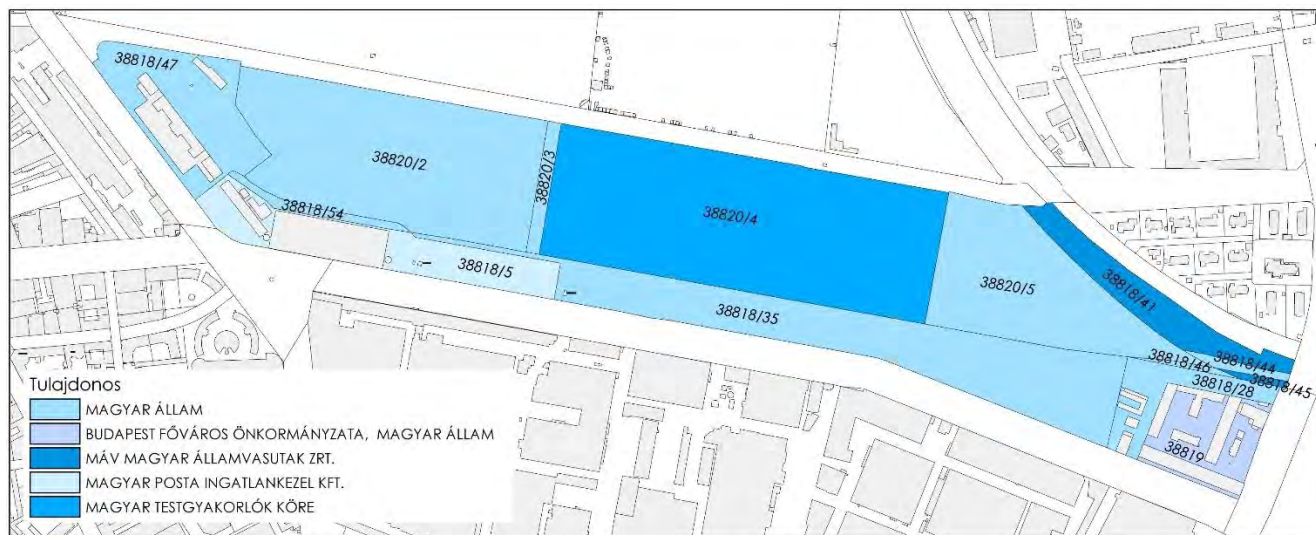 38818/47
38820/2
38820/3
38820/4
38818/54
38818/5
38820/5
38818/41
38818/35
38818/46
38818/44
38818/45
38818/28
38819
Tulajdonos
MAGYAR ÁLLAM
BUDAPEST FŐVÁROS ÖNKORMÁNYZATA, MAGYAR ÁLLAM
MÁV MAGYAR ÁLLAMVASUTAK ZRT.
MAGYAR POSTA INGATLANKEZEL KFT.
MAGYAR TESTGYAKORLÓK KÖRE